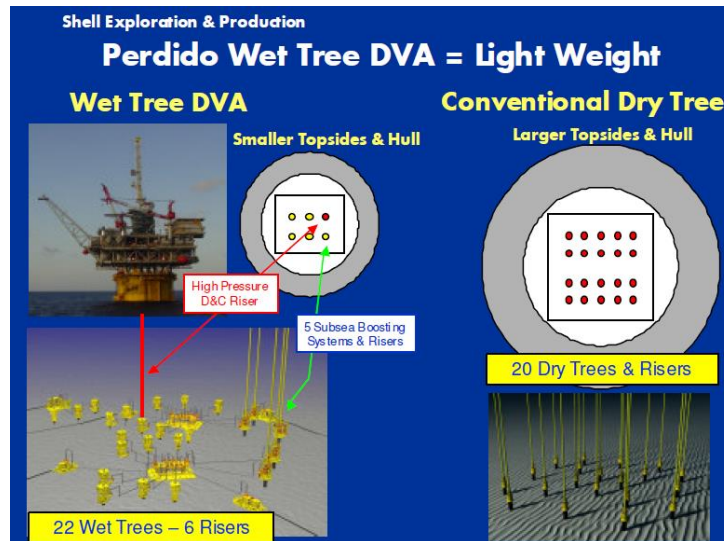 Shell Exploration & Production
Perdido Wet Tree DVA = Light Weight
Wet Tree DVA
Smaller Topsides & Hull
High Pressure
D&C Riser
5 Subsea Boosting
Systems & Risers
22 Wet Trees – 6 Risers
Conventional Dry Tree
Larger Topsides & Hull
20 Dry Trees & Risers